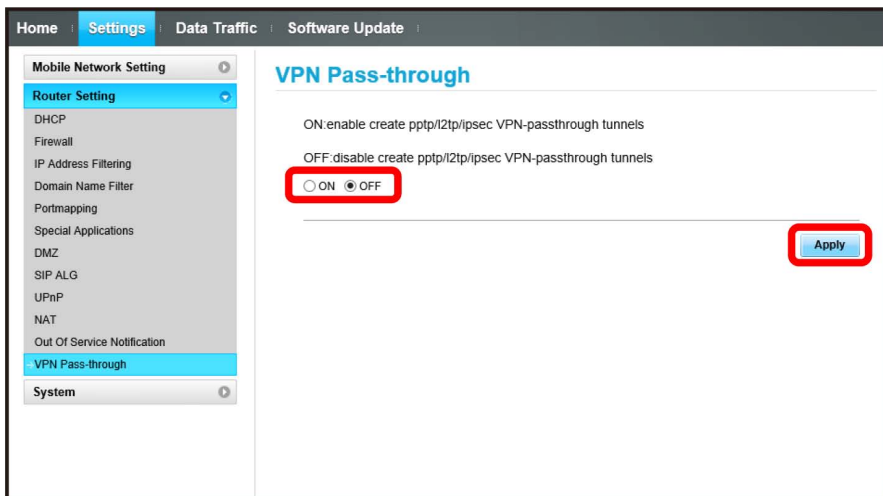 Home Settings Data Traffic Software Update
Mobile Network Setting
Router Setting
DHCP
Firewall
IP Address Filtering
Domain Name Filter
Portmapping
Special Applications
DMZ
SIP ALG
UPnP
NAT
Out Of Service Notification
VPN Pass-through
System
VPN Pass-through
ON:enable create pptp/l2tp/ipsec VPN-passthrough tunnels
OFF:disable create pptp/l2tp/ipsec VPN-passthrough tunnels
ON OFF
Apply